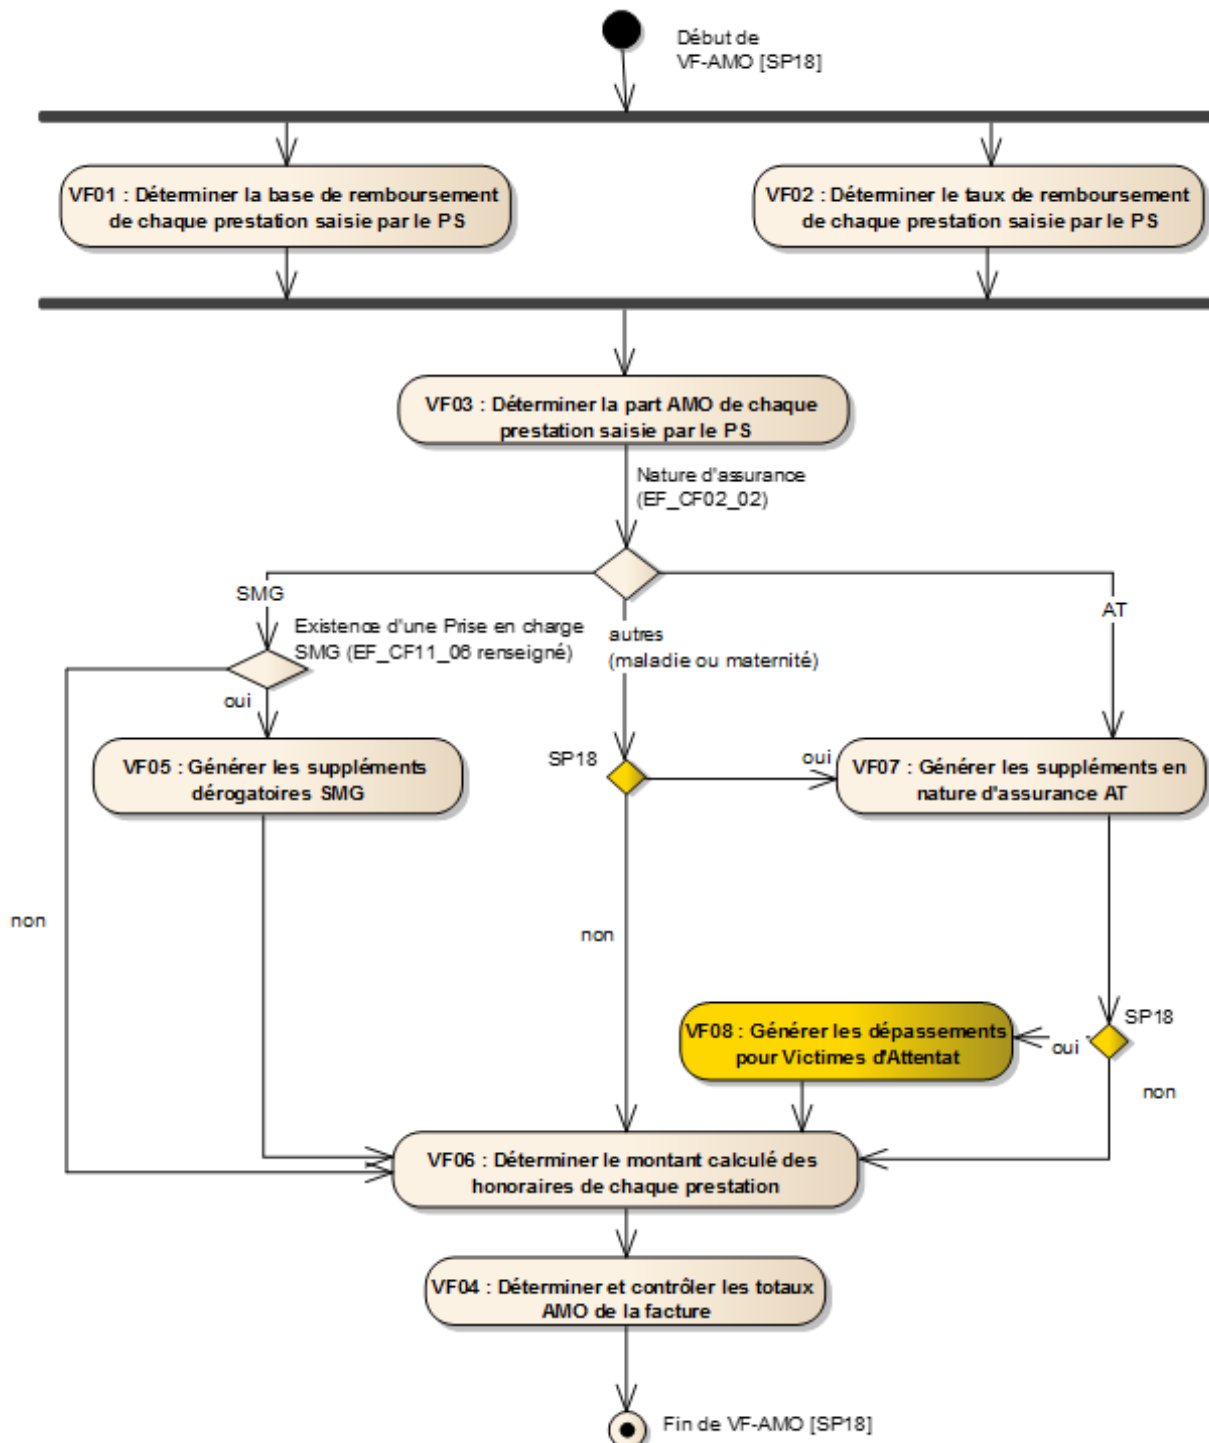 Début de
VF-AMO [SP18]
VF01 : Déterminer la base de remboursement
de chaque prestation saisie par le PS
VF02 : Déterminer le taux de remboursement
de chaque prestation saisie par le PS
VF03 : Déterminer la part AMO de chaque
prestation saisie par le PS
Nature d'assurance
(EF_CF02_02)
SMG
AT
Existence d'une Prise en charge
SMG (EF_CF11_06 renseigné)
autres
(maladie ou maternité)
oui
SP18
oui
VF05 : Générer les suppléments
dérogatoires SMG
VF07 : Générer les suppléments en
nature d'assurance AT
non
non
VF08 : Générer les dépassements
pour Victimes d'Attentat
SP18
oui
non
VF06 : Déterminer le montant calculé des
honoraires de chaque prestation
VF04 : Déterminer et contrôler les totaux
AMO de la facture
Fin de VF-AMO [SP18]